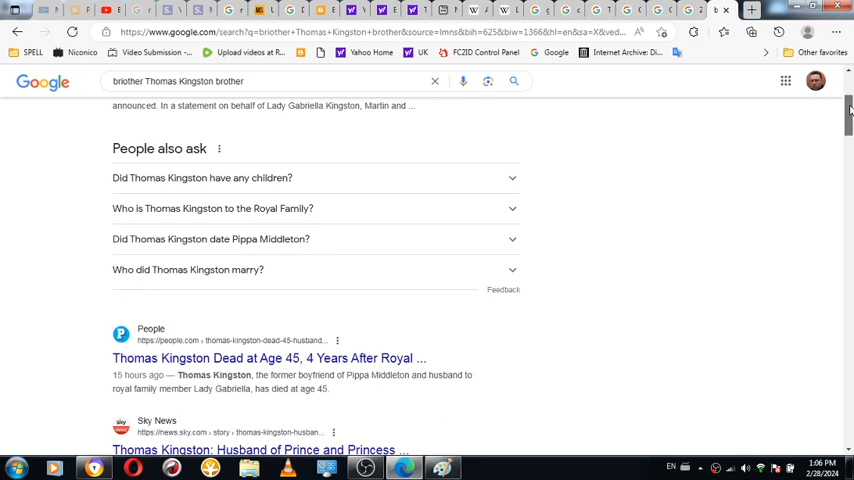 https://www.google.com/search?q=briother+Thomas+Kingston+brother&source=lmns&bih=625&biw=1366&hl=en&sa=X&ved...
SPELL
Niconico
Video Submission -...
Upload videos at R...
Yahoo Home
UK
FC2ID Control Panel
Google
Internet Archive: Di...
Other favorites
Google
briother Thomas Kingston brother
announced. In a statement on behalf of Lady Gabriella Kingston, Martin and ...
People also ask
Did Thomas Kingston have any children?
Who is Thomas Kingston to the Royal Family?
Did Thomas Kingston date Pippa Middleton?
Who did Thomas Kingston marry?
Feedback
People
https://people.com › thomas-kingston-dead-45-husband...
Thomas Kingston Dead at Age 45, 4 Years After Royal ...
15 hours ago — Thomas Kingston, the former boyfriend of Pippa Middleton and husband to
royal family member Lady Gabriella, has died at age 45.
Sky News
https://news.sky.com › story › thomas-kingston-husban...
Thomas Kingston: Husband of Prince and Princess ...
EN
1:06 PM
2/28/2024